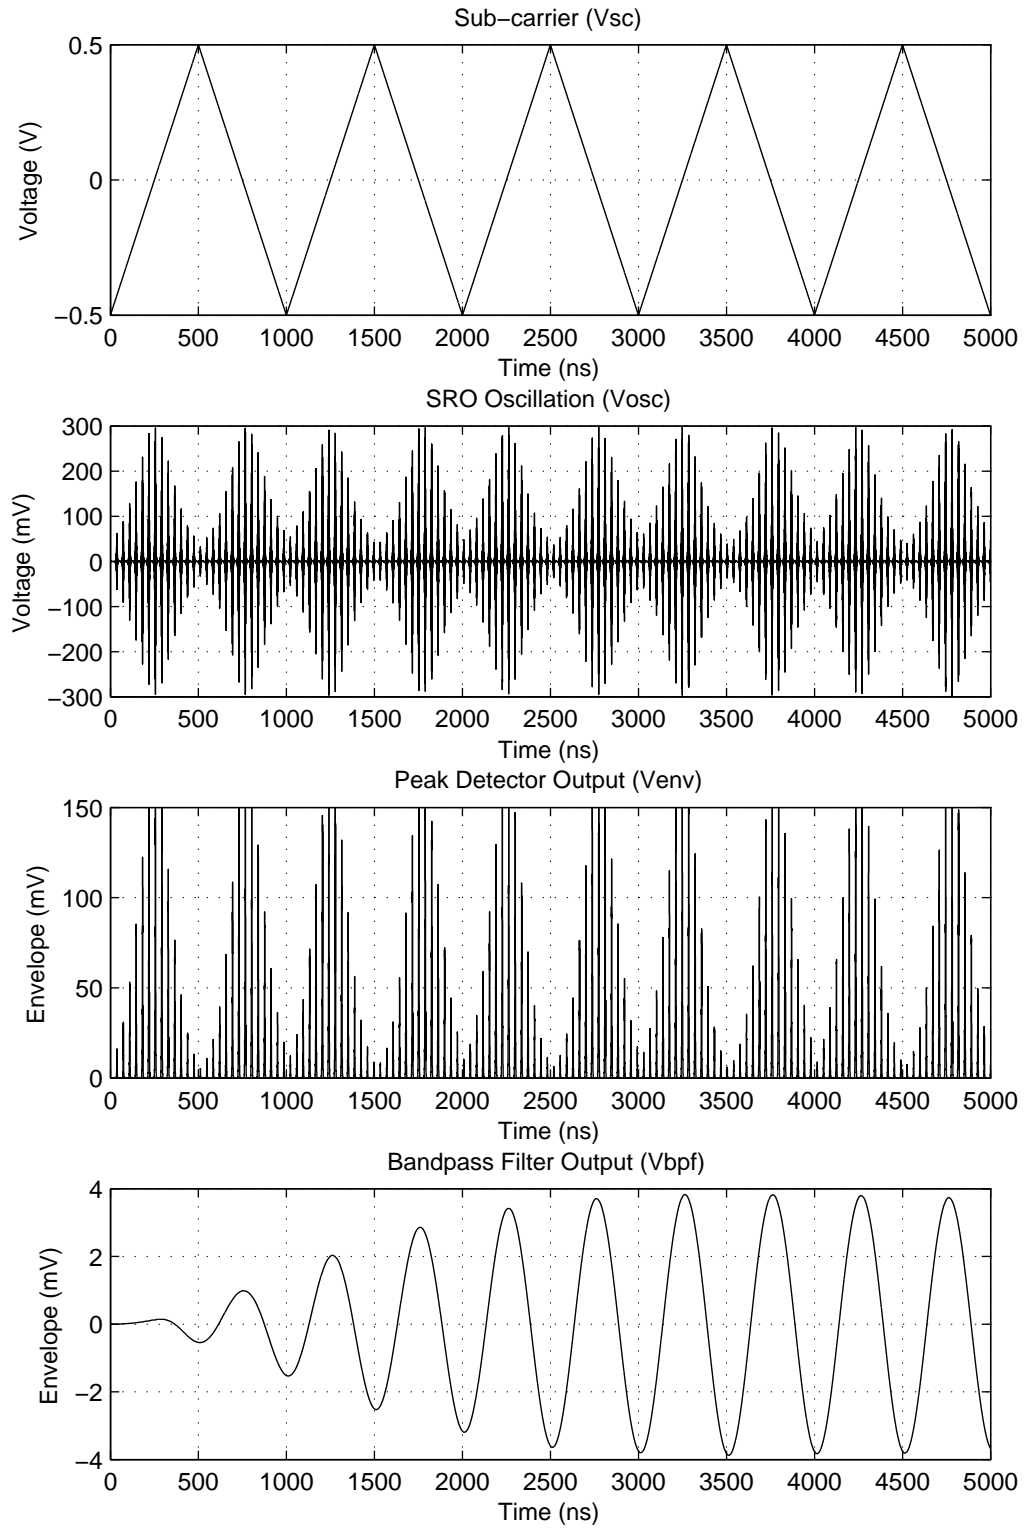 Sub−carrier (Vsc)
Voltage (V)
0.5
0
−0.5
0 500 1000 1500 2000 2500 3000 3500 4000 4500 5000
Time (ns)
SRO Oscillation (Vosc)
Voltage (mV)
300
200
100
0
−100
−200
−300
0 500 1000 1500 2000 2500 3000 3500 4000 4500 5000
Time (ns)
Peak Detector Output (Venv)
Envelope (mV)
150
100
50
0
0 500 1000 1500 2000 2500 3000 3500 4000 4500 5000
Time (ns)
Bandpass Filter Output (Vbpf)
Envelope (mV)
4
2
0
−2
−4
0 500 1000 1500 2000 2500 3000 3500 4000 4500 5000
Time (ns)